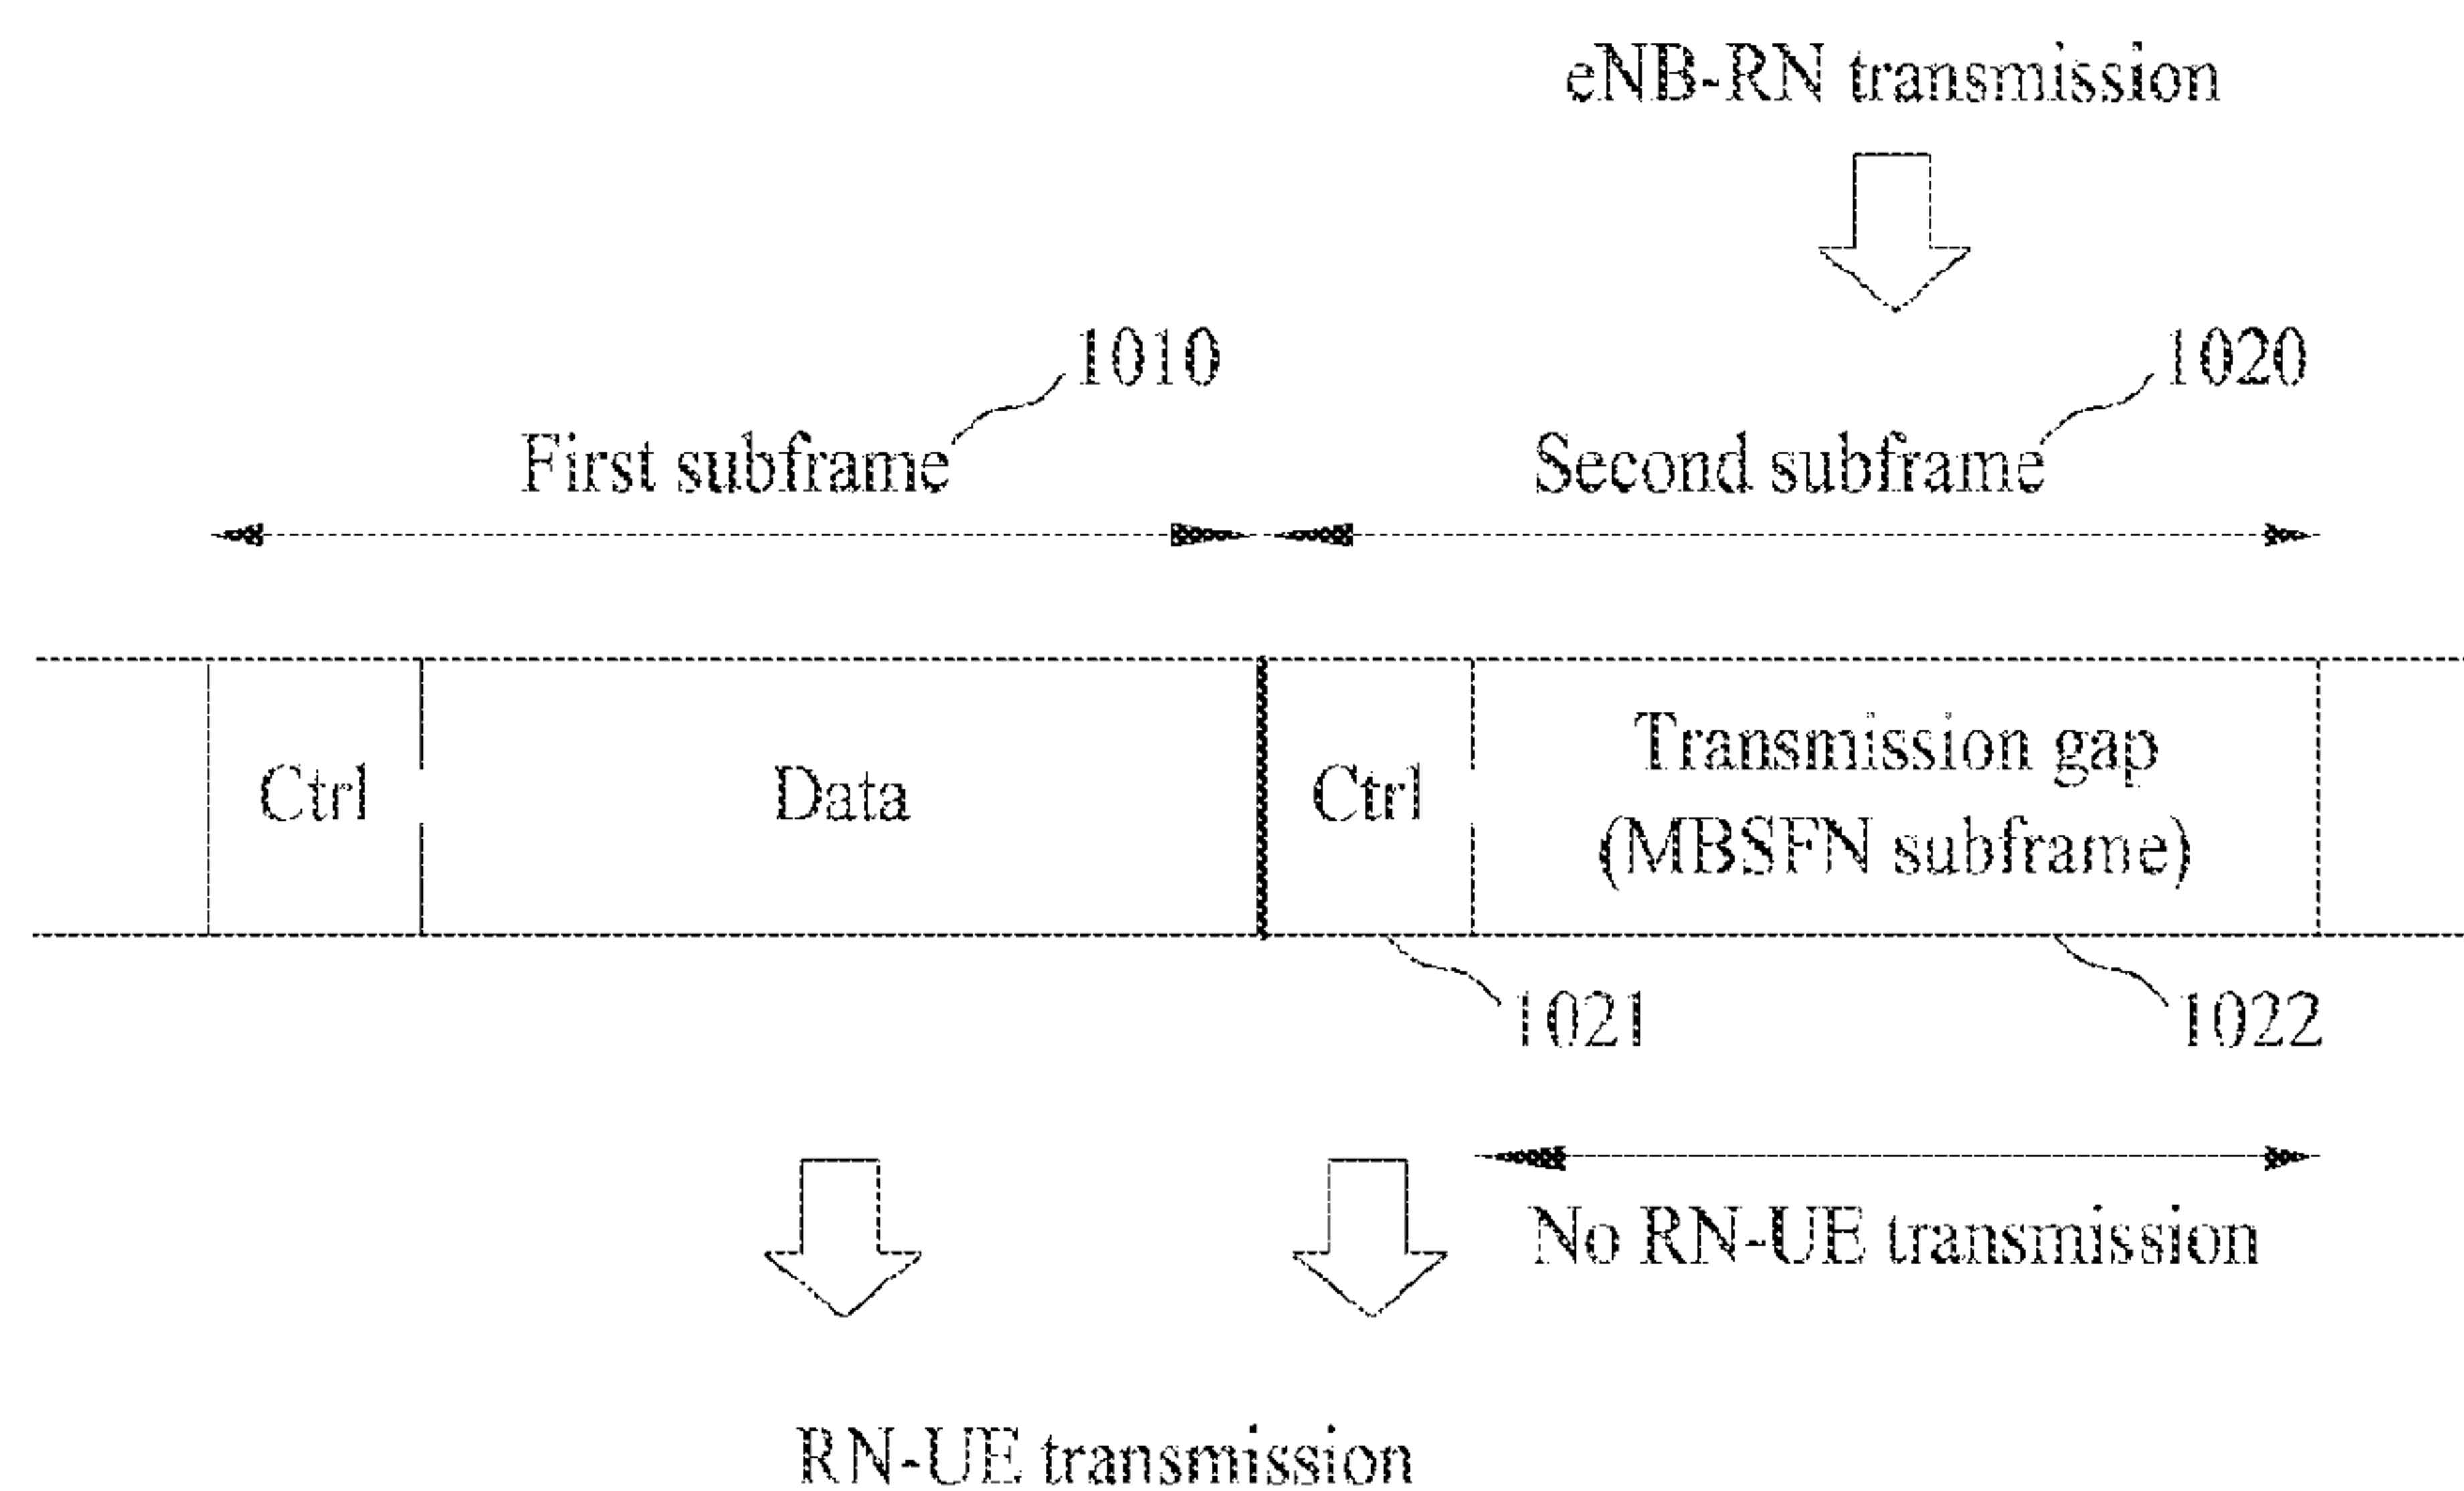 eNB-RN transmission
1010
1020
First subframe
Second subframe
Ctrl
Data
Ctrl
Transmission gap
(MBSFN subframe)
1021
1022
No RN-UE transmission
RN-UE transmission